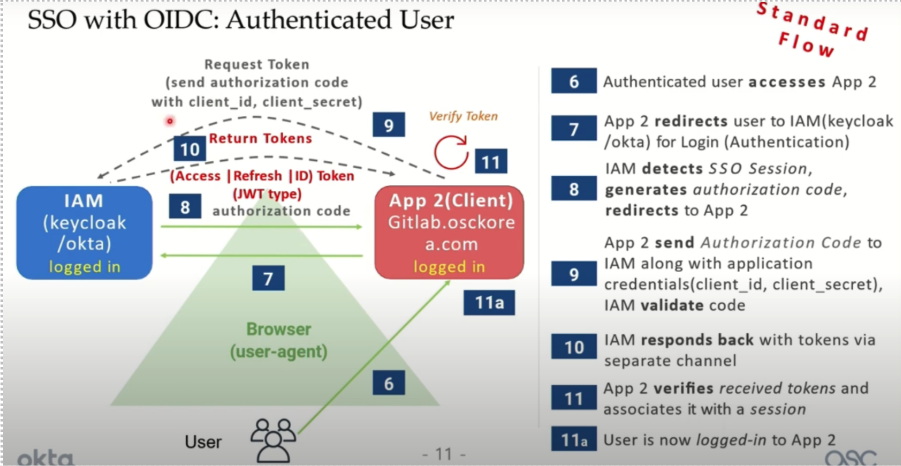 SSO with OIDC: Authenticated User
Standard
Flow
Request Token
(send authorization code
with client_id, client_secret)
9
Verify Token
10
Return Tokens
11
(Access |Refresh |ID) Token
(JWT type)
8
authorization code
IAM
(keycloak
/okta)
logged in
App 2(Client)
Gitlab.osckore
a.com
logged in
7
11a
Browser
(user-agent)
6
User
6 Authenticated user accesses App 2
7 App 2 redirects user to IAM(keycloak
/okta) for Login (Authentication)
8 IAM detects SSO Session,
generates authorization code,
redirects to App 2
9 App 2 send Authorization Code to
IAM along with application
credentials(client_id, client_secret),
IAM validate code
10 IAM responds back with tokens via
separate channel
11 App 2 verifies received tokens and
associates it with a session
11a User is now logged-in to App 2
okta
- 11 -
OSC